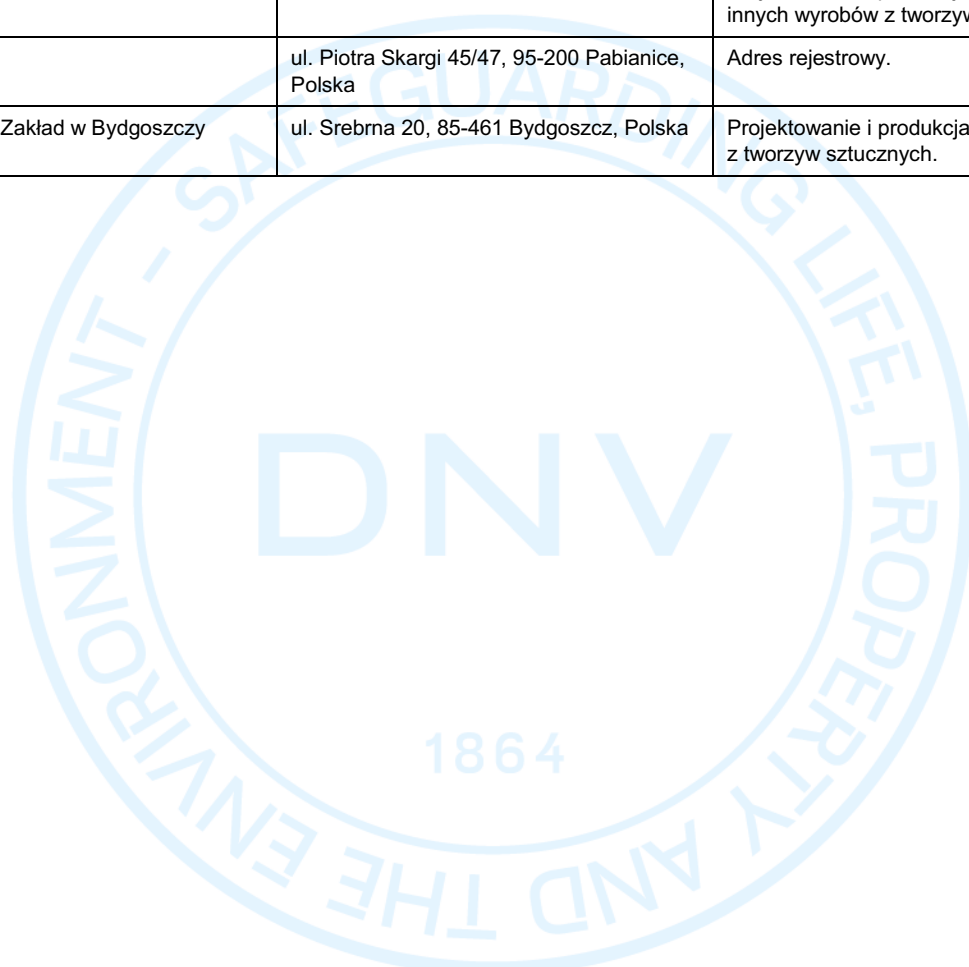 innych wyrobów z tworzyw
ul. Piotra Skargi 45/47, 95-200 Pabianice,
Polska
Adres rejestrowy.
Zakład w Bydgoszczy
ul. Srebrna 20, 85-461 Bydgoszcz, Polska
Projektowanie i produkcja
z tworzyw sztucznych.
SAFEGUARDING LIFE, PROPERTY AND THE ENVIRONMENT -
DNV
1864